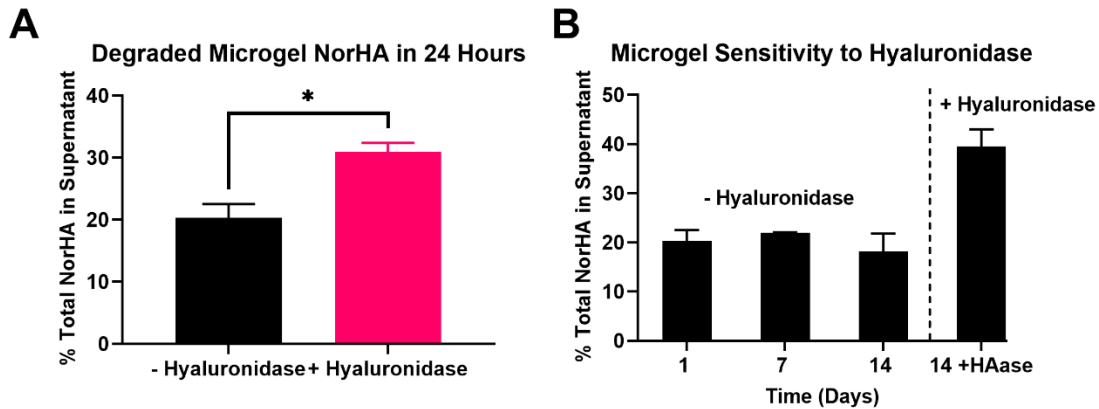 A
Degraded Microgel NorHA in 24 Hours
% Total NorHA in Supernatant
40
30
20
10
0
*
- Hyaluronidase
+ Hyaluronidase
B
Microgel Sensitivity to Hyaluronidase
% Total NorHA in Supernatant
50
40
30
20
10
0
+ Hyaluronidase
- Hyaluronidase
1
7
14
14 +HAase
Time (Days)